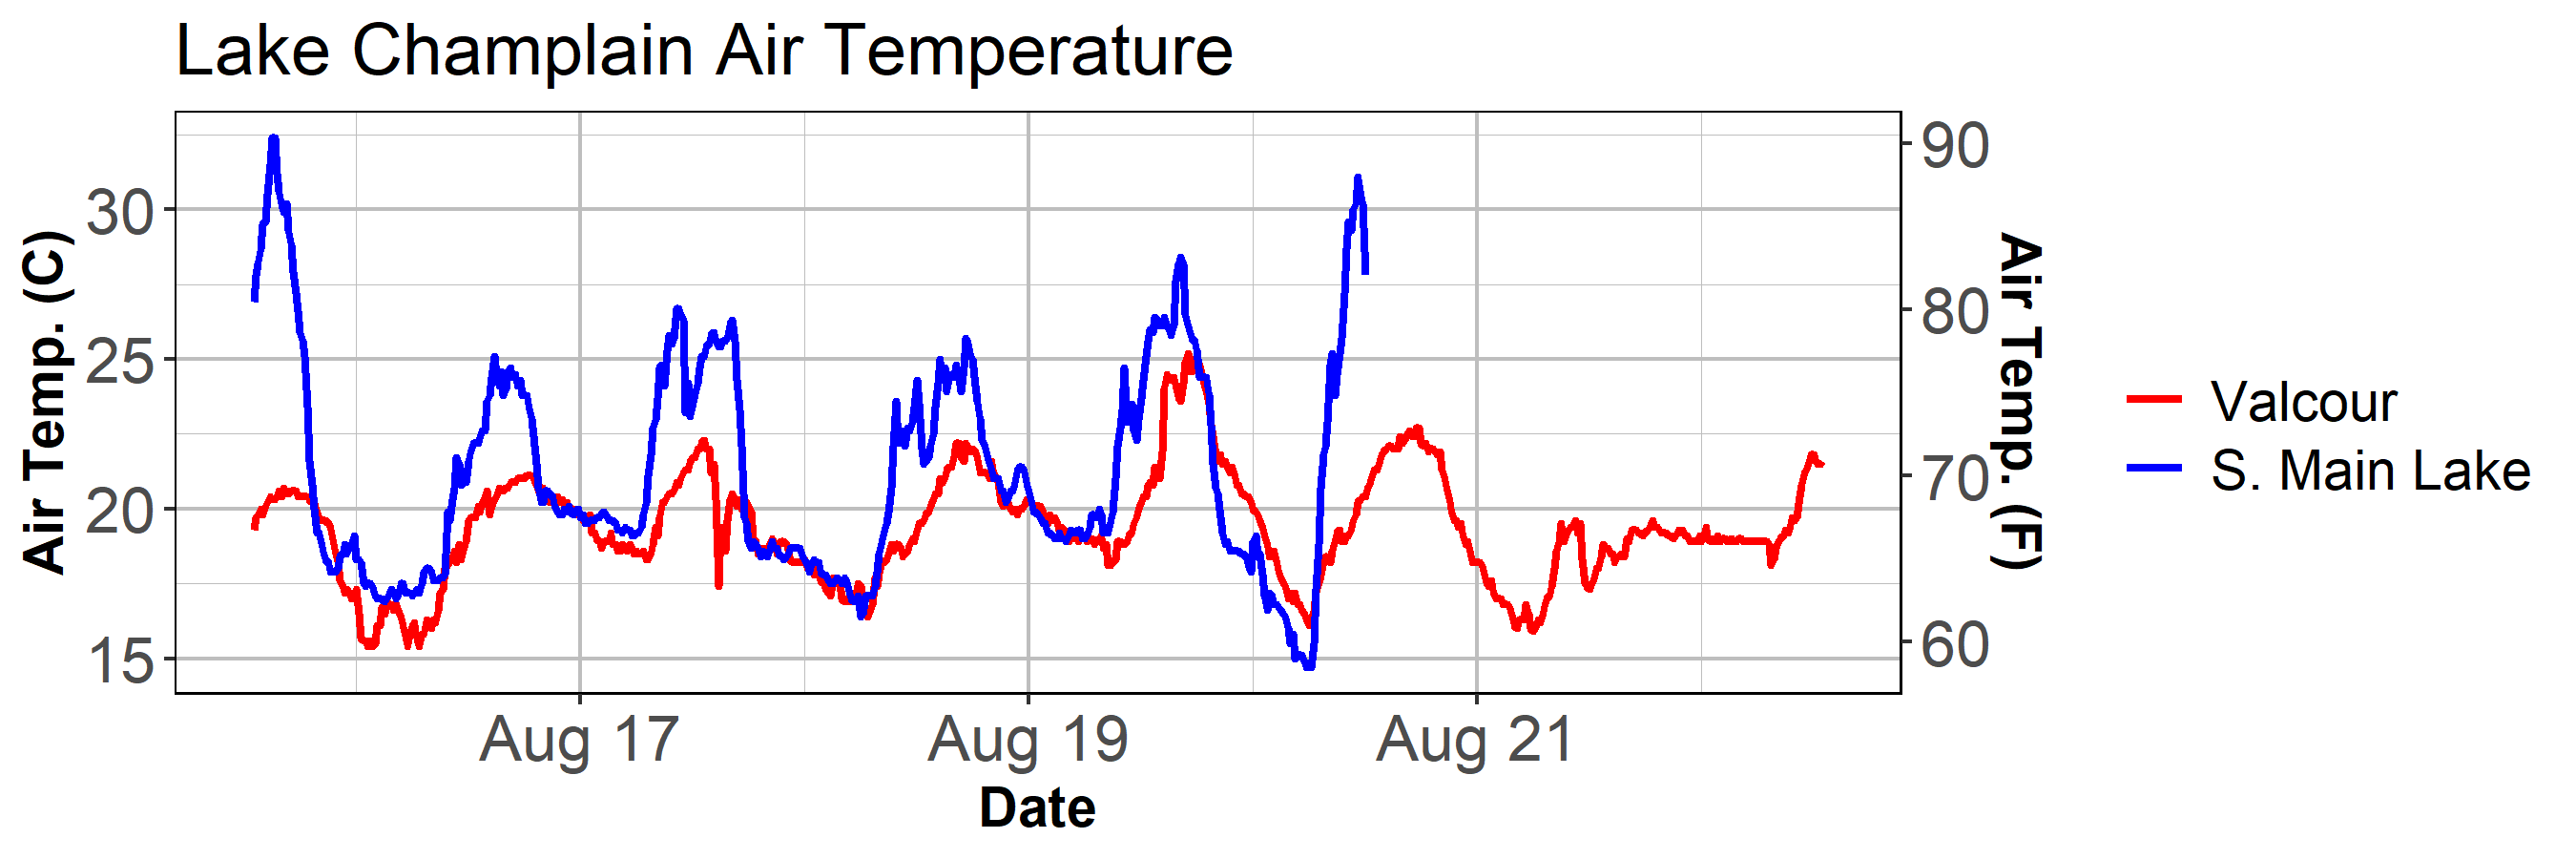 Lake Champlain Air Temperature
Air Temp. (C)
30
25
20
15
90
80
70
60
Air Temp. (F)
Aug 17 Aug 19 Aug 21
Date
Valcour
S. Main Lake